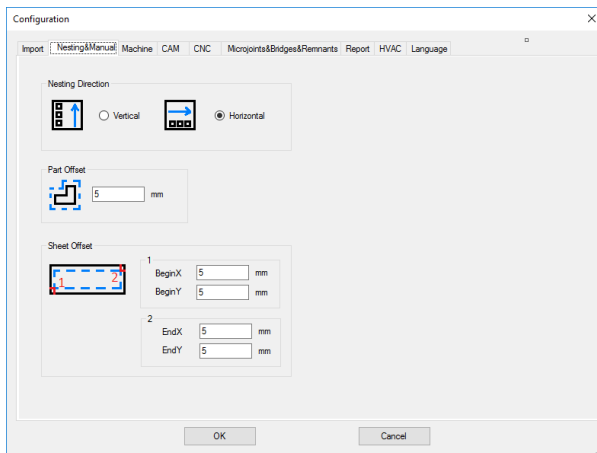 Configuration
Import Nesting&Manual Machine CAM CNC Microjoints&Bridges&Remnants Report HVAC Language
Nesting Direction
Vertical Horizontal
Part Offset
5 mm
Sheet Offset
1 2
1
BeginX 5 mm
BeginY 5 mm
2
EndX 5 mm
EndY 5 mm
OK Cancel